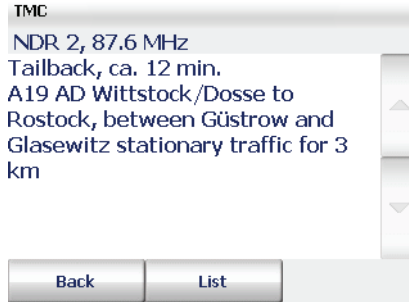 TMC
NDR 2, 87.6 MHz
Tailback, ca. 12 min.
A19 AD Wittstock/Dosse to
Rostock, between Güstrow and
Glasewitz stationary traffic for 3
km
Back
List